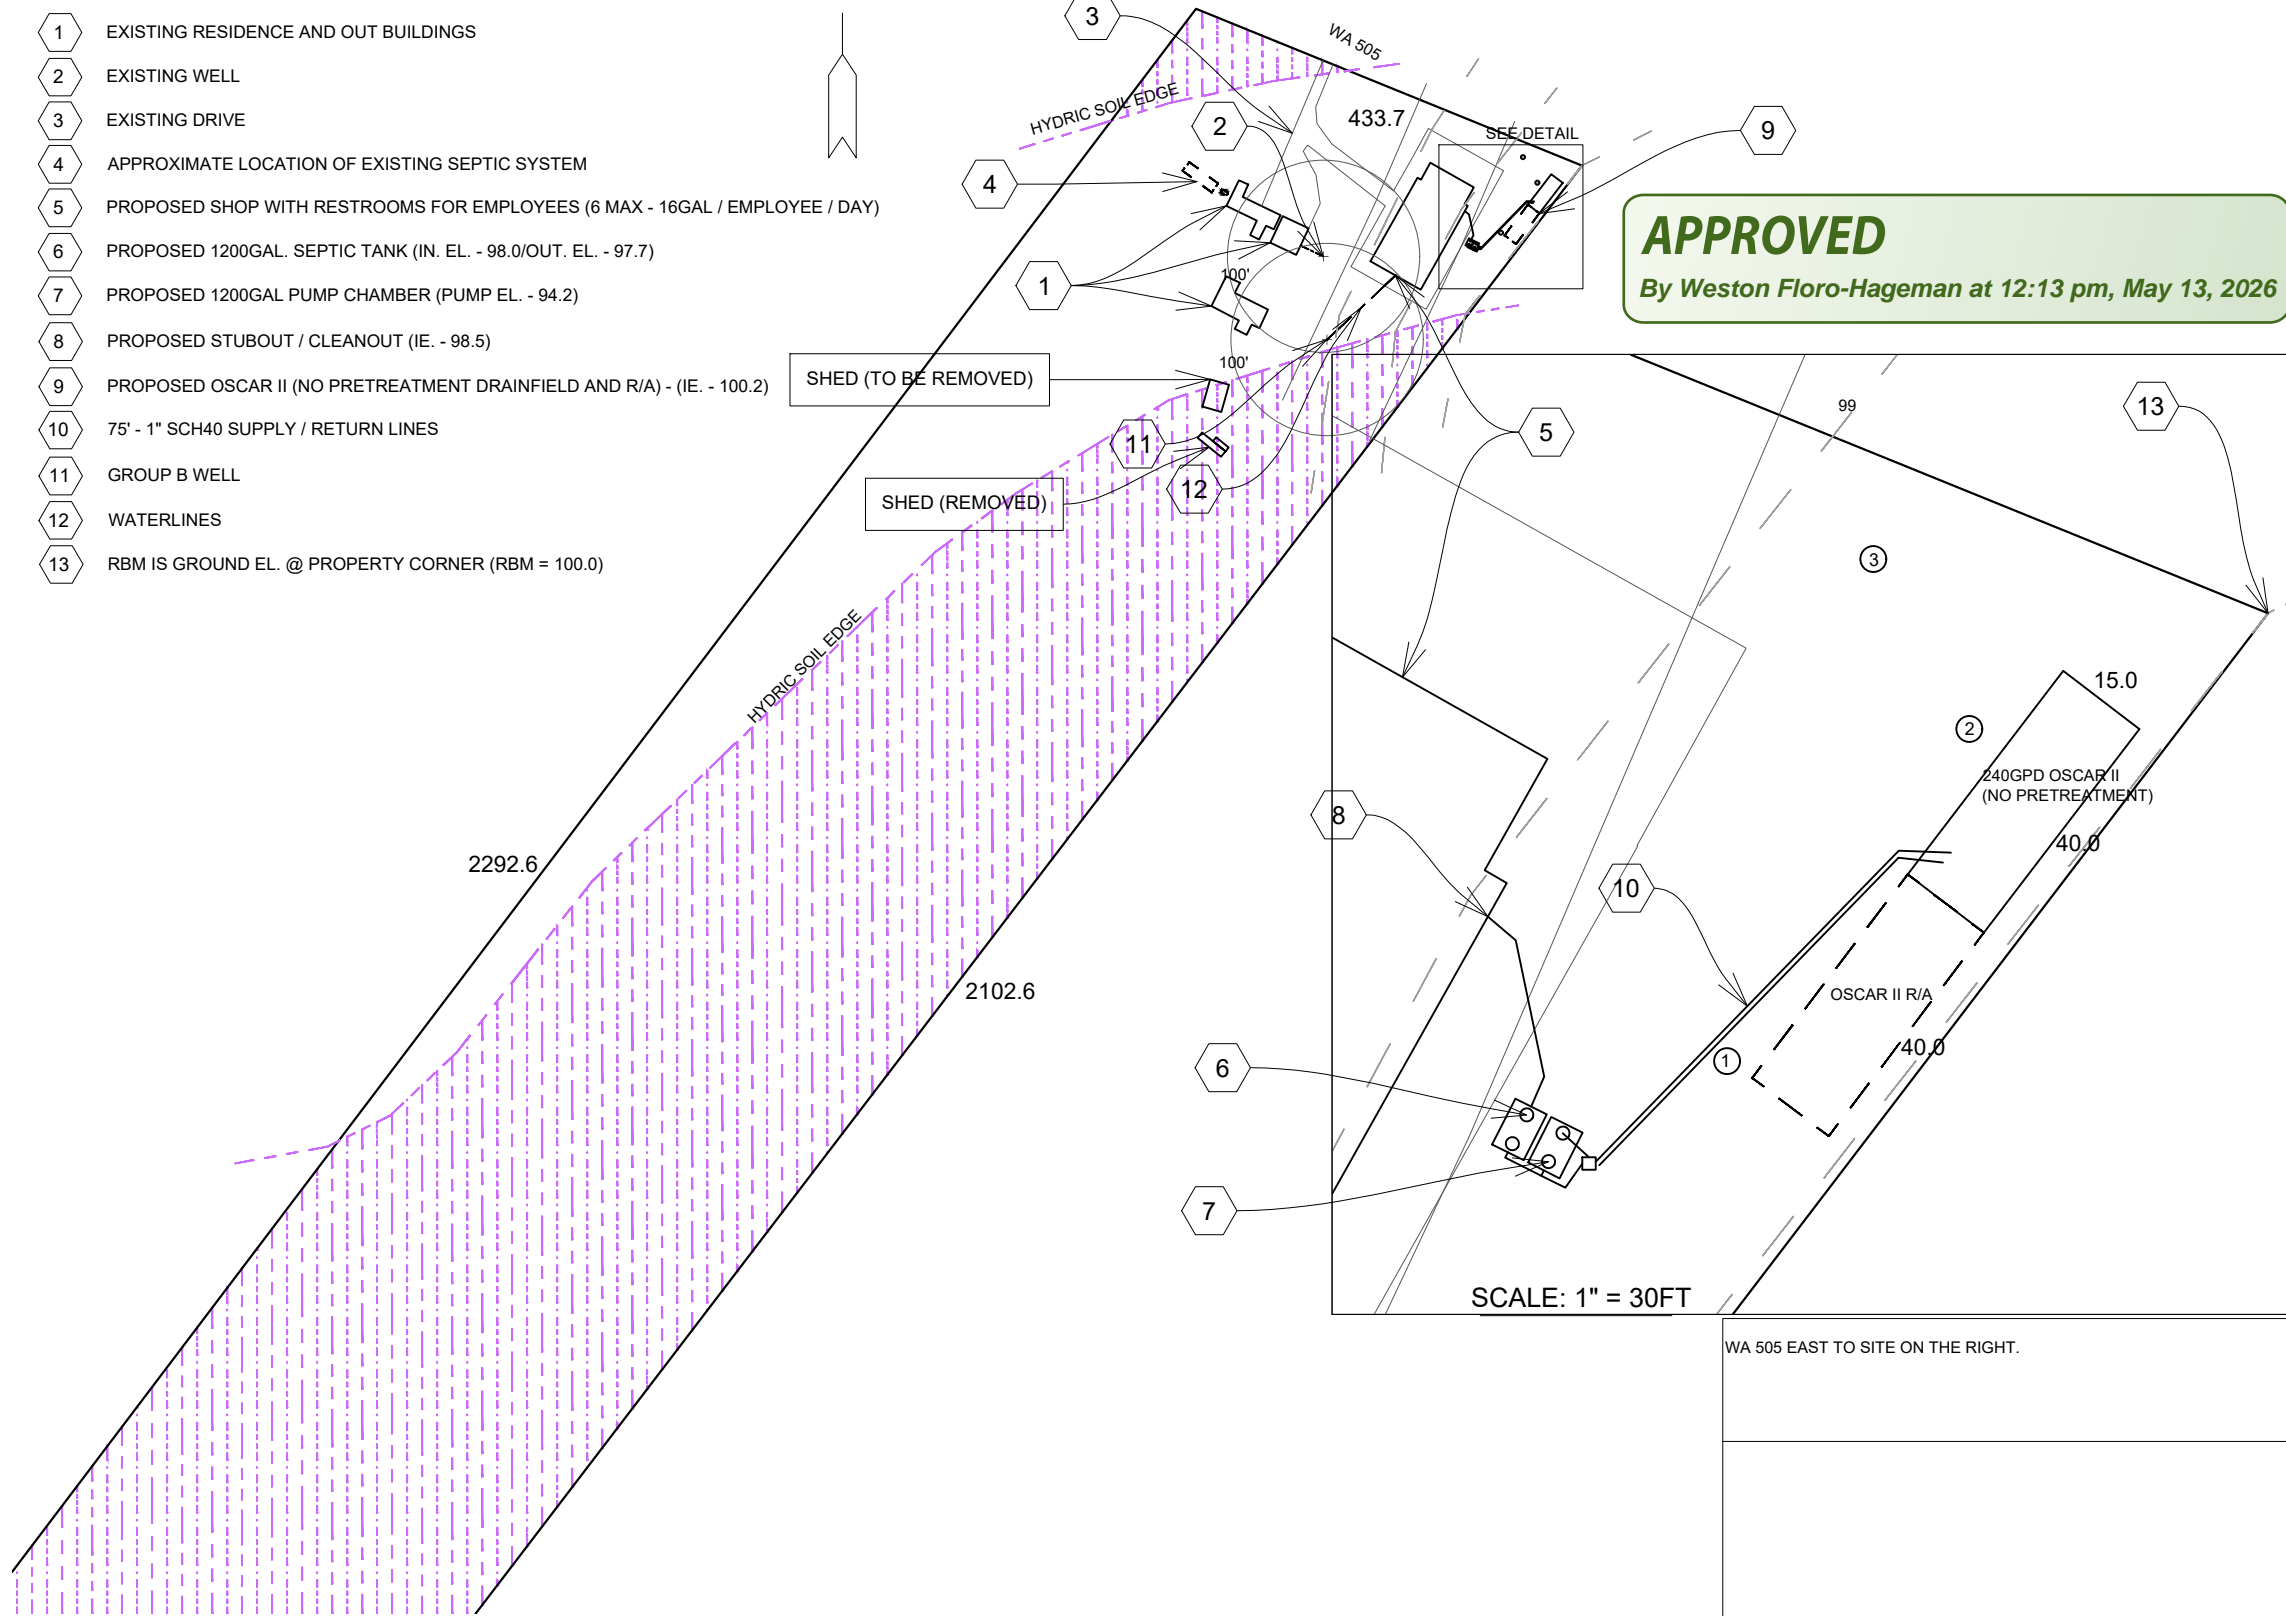 1 EXISTING RESIDENCE AND OUT BUILDINGS
2 EXISTING WELL
3 EXISTING DRIVE
4 APPROXIMATE LOCATION OF EXISTING SEPTIC SYSTEM
5 PROPOSED SHOP WITH RESTROOMS FOR EMPLOYEES (6 MAX - 16GAL / EMPLOYEE / DAY)
6 PROPOSED 1200GAL. SEPTIC TANK (IN. EL. - 98.0/OUT. EL. - 97.7)
7 PROPOSED 1200GAL PUMP CHAMBER (PUMP EL. - 94.2)
8 PROPOSED STUBOUT / CLEANOUT (IE. - 98.5)
9 PROPOSED OSCAR II (NO PRETREATMENT DRAINFIELD AND R/A) - (IE. - 100.2)
10 75' - 1" SCH40 SUPPLY / RETURN LINES
11 GROUP B WELL
12 WATERLINES
13 RBM IS GROUND EL. @ PROPERTY CORNER (RBM = 100.0)
3
WA 505
HYDRIC SOIL EDGE
2
433.7
SEE DETAIL
9
4
APPROVED
By Weston Floro-Hageman at 12:13 pm, May 13, 2026
1
100'
100'
SHED (TO BE REMOVED)
11
12
SHED (REMOVED)
5
99
13
3
HYDRIC SOIL EDGE
15.0
2
240GPD OSCAR II
(NO PRETREATMENT)
40.0
8
10
2292.6
2102.6
OSCAR II R/A
40.0
1
6
7
SCALE: 1" = 30FT
WA 505 EAST TO SITE ON THE RIGHT.